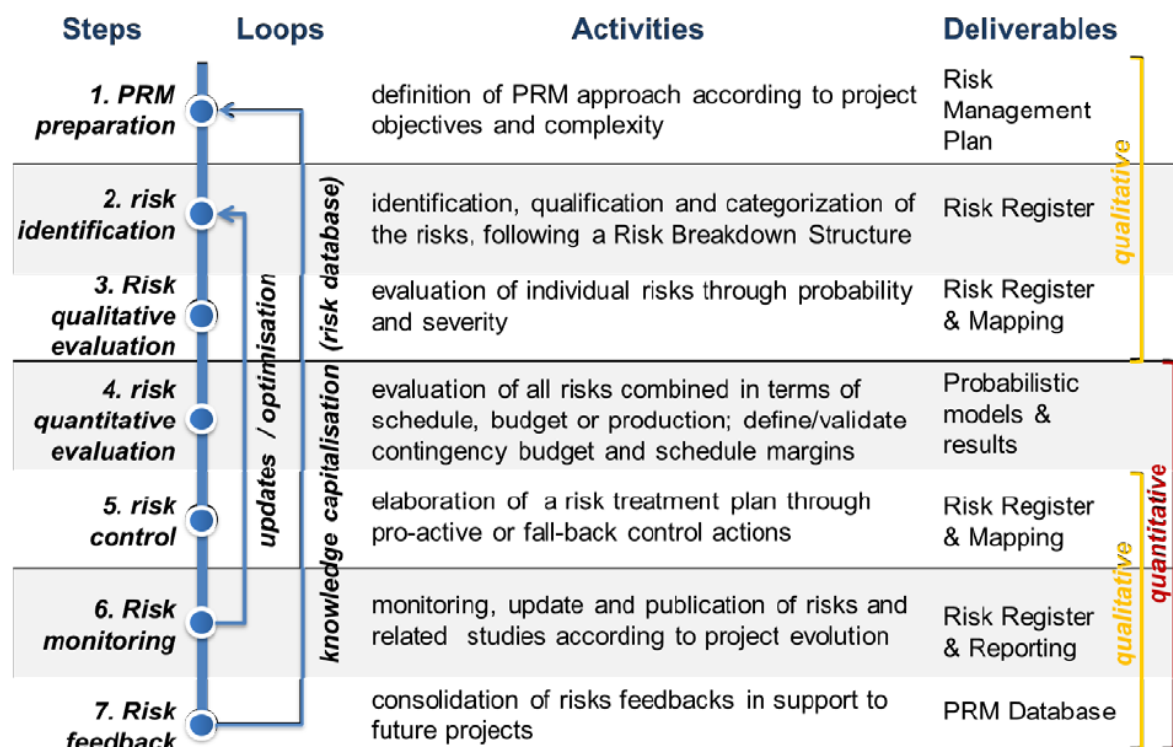 Steps
Loops
Activities
Deliverables
1. PRM
preparation
definition of PRM approach according to project
objectives and complexity
Risk
Management
Plan
2. risk
identification
identification, qualification and categorization of
the risks, following a Risk Breakdown Structure
Risk Register
3. Risk
qualitative
evaluation
evaluation of individual risks through probability
and severity
Risk Register
& Mapping
4. risk
quantitative
evaluation
evaluation of all risks combined in terms of
schedule, budget or production; define/validate
contingency budget and schedule margins
Probabilistic
models &
results
5. risk
control
elaboration of a risk treatment plan through
pro-active or fall-back control actions
Risk Register
& Mapping
6. Risk
monitoring
monitoring, update and publication of risks and
related studies according to project evolution
Risk Register
& Reporting
7. Risk
feedback
consolidation of risks feedbacks in support to
future projects
PRM Database
updates / optimisation
knowledge capitalisation (risk database)
qualitative
qualitative
quantitative